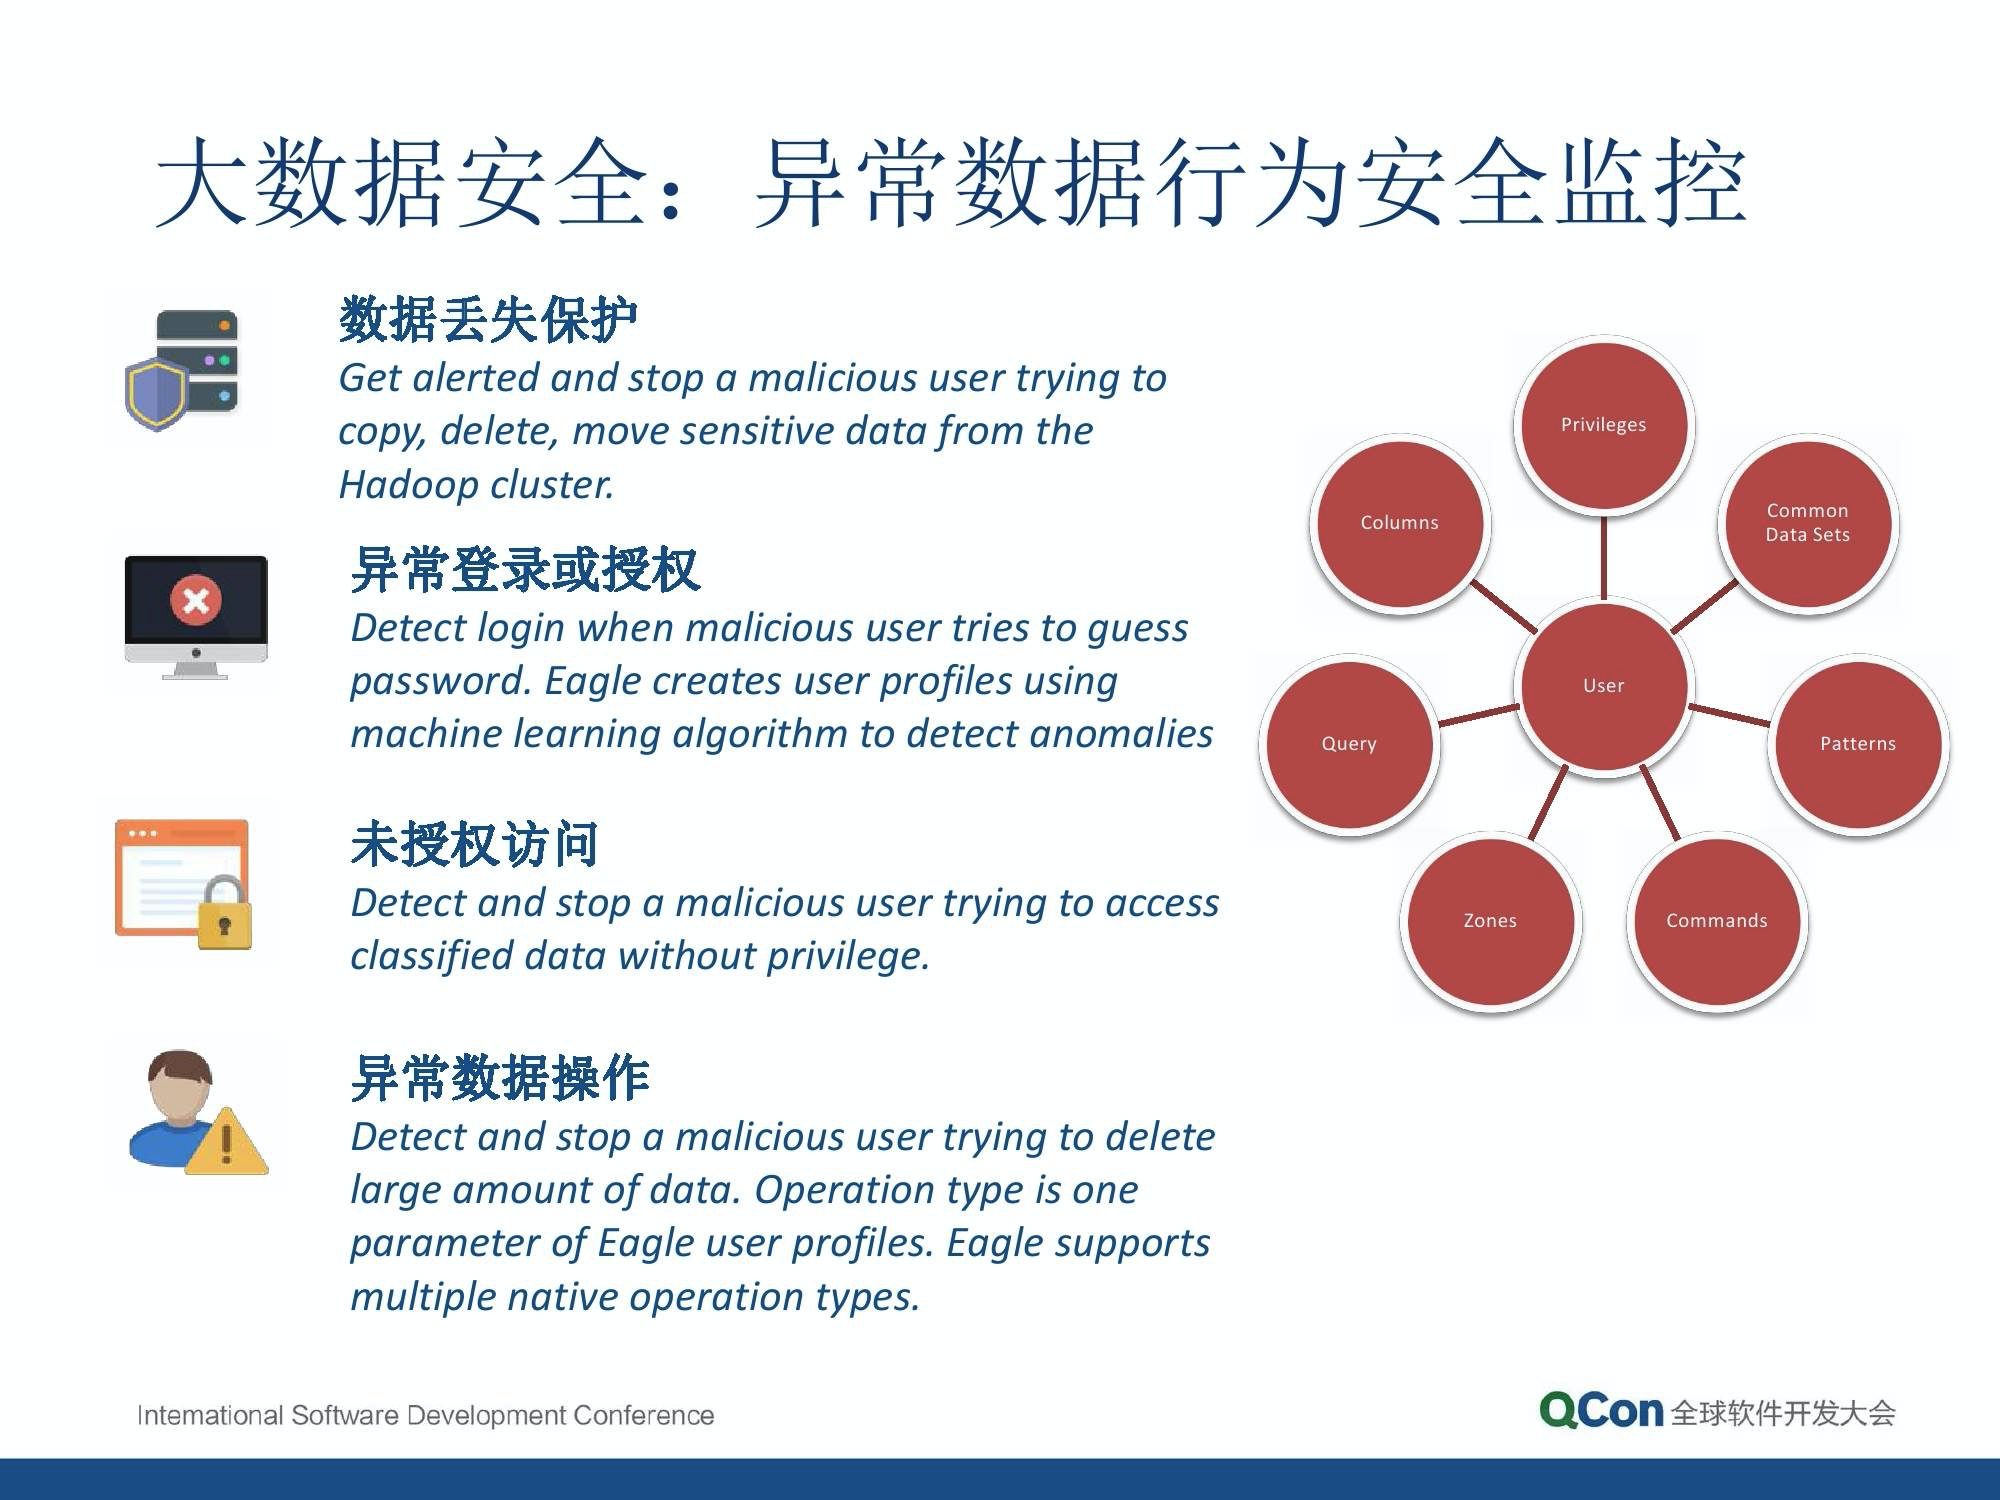 大数据安全： 异常数据行为安全监控
数据丢失保护
Get alerted and stop a malicious user trying to
copy, delete, move sensitive data from the
Hadoop cluster.
异常登录或授权
Detect login when malicious user tries to guess
password. Eagle creates user profiles using
machine learning algorithm to detect anomalies
未授权访问
Detect and stop a malicious user trying to access
classified data without privilege.
异常数据操作
Detect and stop a malicious user trying to delete
large amount of data. Operation type is one
parameter of Eagle user profiles. Eagle supports
multiple native operation types.
Privileges
Columns
Common
Data Sets
User
Query
Patterns
Zones
Commands
International Software Development Conference
QCon 全球软件开发大会